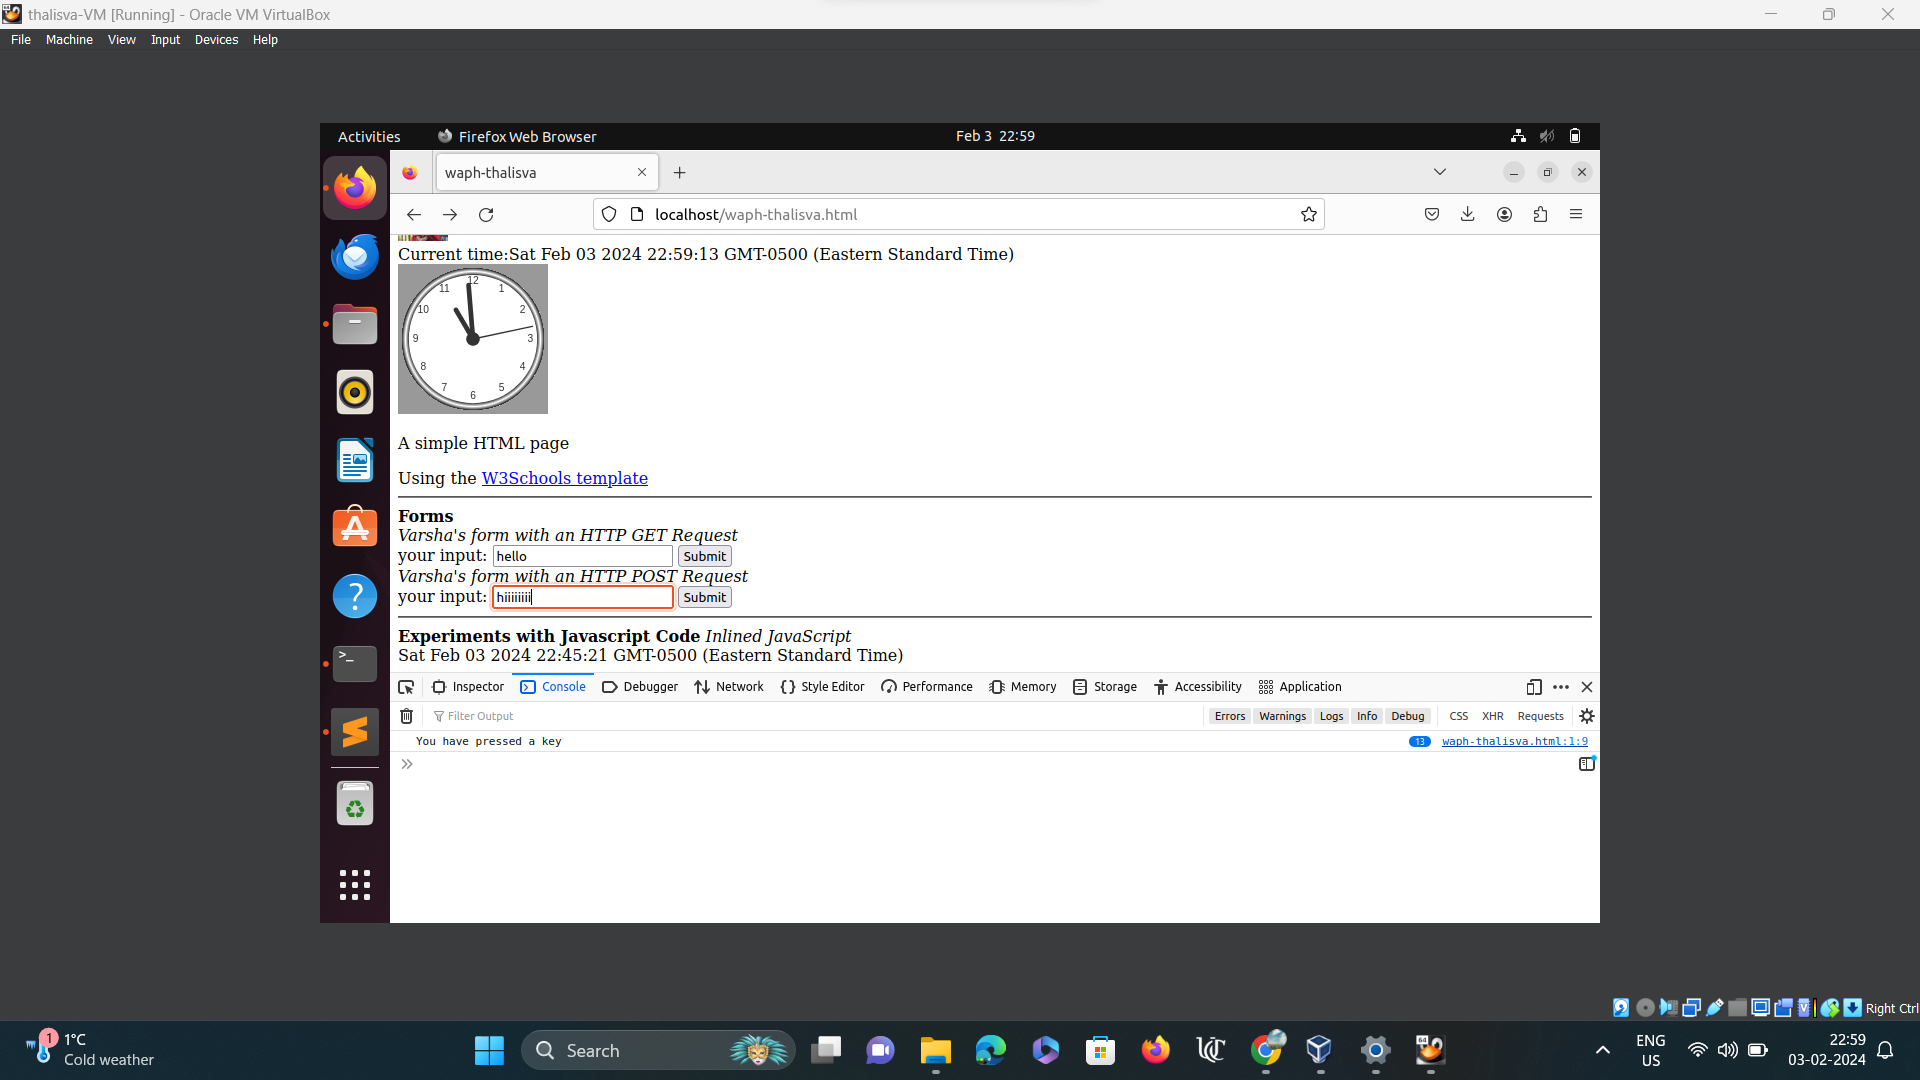 thalisva-VM [Running] - Oracle VM VirtualBox
File Machine View Input Devices Help
Activities Firefox Web Browser Feb 3 22:59
waph-thalisva
localhost/waph-thalisva.html
Current time:Sat Feb 03 2024 22:59:13 GMT-0500 (Eastern Standard Time)
12
11 1
10 2
9 3
8 4
7 5
6
A simple HTML page
Using the W3Schools template
Forms
Varsha's form with an HTTP GET Request
your input: hello Submit
Varsha's form with an HTTP POST Request
your input: hiiiiiiii Submit
Experiments with Javascript Code Inlined JavaScript
Sat Feb 03 2024 22:45:21 GMT-0500 (Eastern Standard Time)
Inspector Console Debugger Network Style Editor Performance Memory Storage Accessibility Application
Filter Output Errors Warnings Logs Info Debug CSS XHR Requests
You have pressed a key 13 waph-thalisva.html:1:9
Right Ctrl
1 1°C
Cold weather
Search
64
ENG
US
22:59
03-02-2024